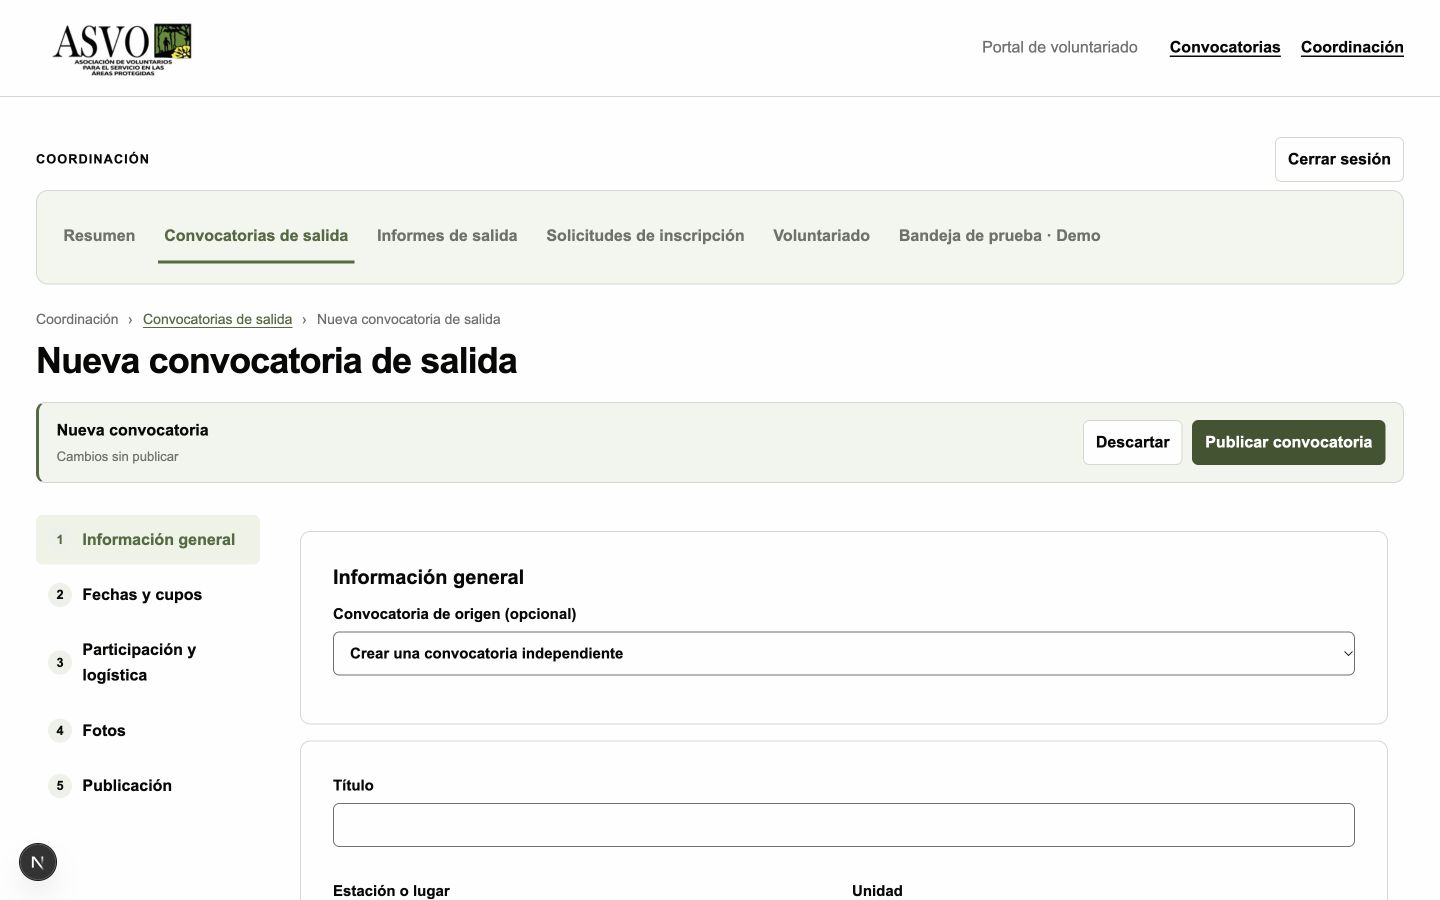 ASVO
ASOCIACIÓN DE VOLUNTARIOS
PARA EL SERVICIO EN LAS
ÁREAS PROTEGIDAS
Portal de voluntariado
Convocatorias
Coordinación
COORDINACIÓN
Cerrar sesión
Resumen
Convocatorias de salida
Informes de salida
Solicitudes de inscripción
Voluntariado
Bandeja de prueba · Demo
Coordinación › Convocatorias de salida › Nueva convocatoria de salida
Nueva convocatoria de salida
Nueva convocatoria
Cambios sin publicar
Descartar
Publicar convocatoria
1 Información general
2 Fechas y cupos
3 Participación y
logística
4 Fotos
5 Publicación
Información general
Convocatoria de origen (opcional)
Crear una convocatoria independiente
Título
Estación o lugar
Unidad
N